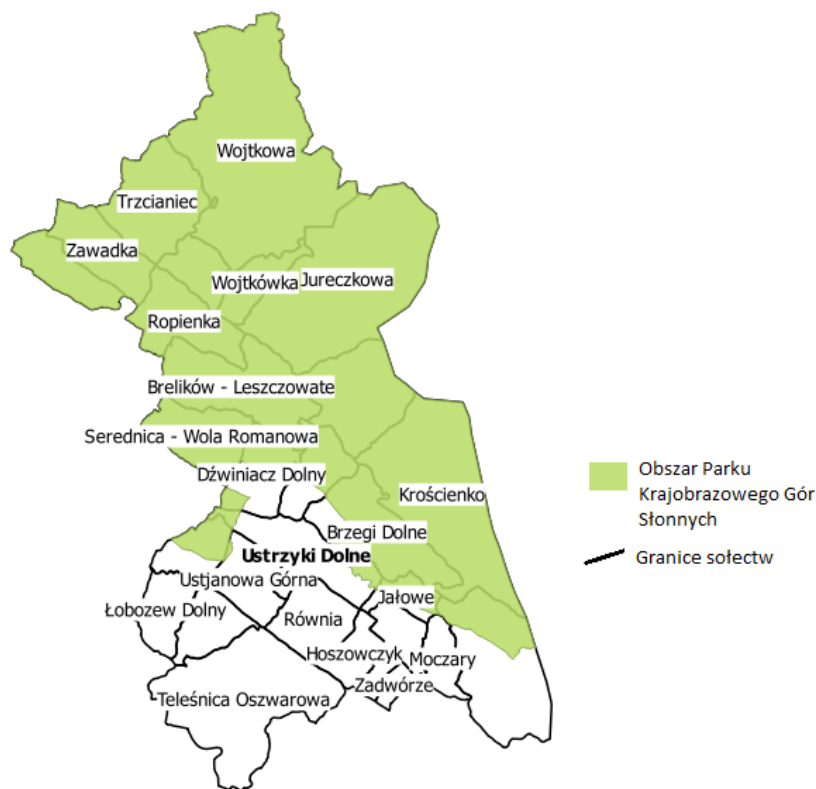 Wojtkowa
Trzcianiec
Zawadka
Wojtkówka
Jureczkowa
Ropienka
Brelików - Leszczowate
Serednica - Wola Romanowa
Dźwiniacz Dolny
Krościenko
Brzegi Dolne
Ustrzyki Dolne
Ustjanowa Górna
Jałowe
Łobozew Dolny
Równia
Hoszowczyk
Moczary
Zadwórze
Teleśnica Oszwarowa
Obszar Parku
Krajobrazowego Gór
Słonnych
Granice sołectw